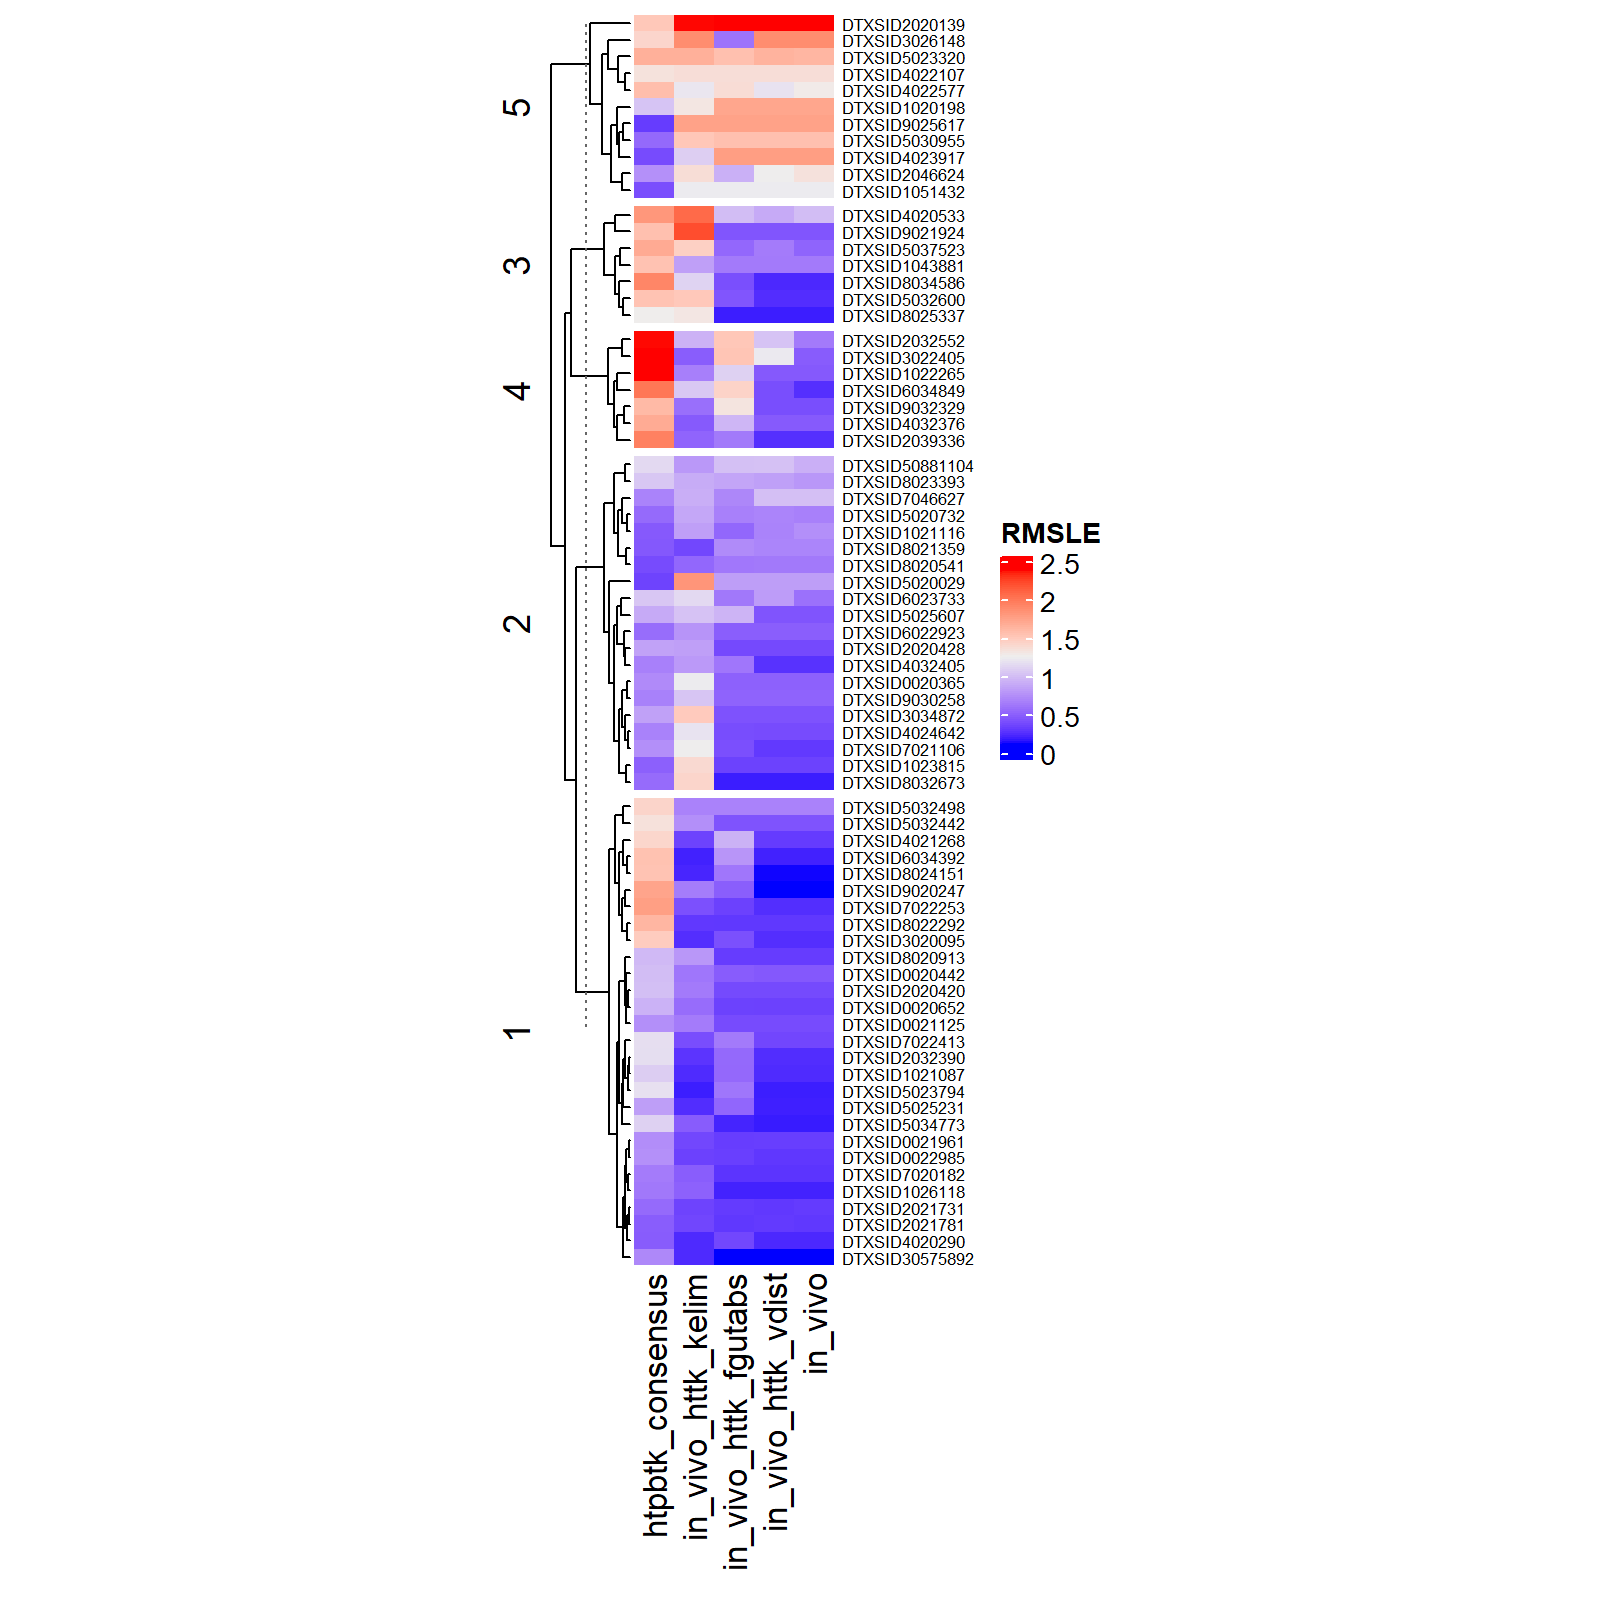 5
3
4
2
1
DTXSID2020139
DTXSID3026148
DTXSID5023320
DTXSID4022107
DTXSID4022577
DTXSID1020198
DTXSID9025617
DTXSID5030955
DTXSID4023917
DTXSID2046624
DTXSID1051432
DTXSID4020533
DTXSID9021924
DTXSID5037523
DTXSID1043881
DTXSID8034586
DTXSID5032600
DTXSID8025337
DTXSID2032552
DTXSID3022405
DTXSID1022265
DTXSID6034849
DTXSID9032329
DTXSID4032376
DTXSID2039336
DTXSID50881104
DTXSID8023393
DTXSID7046627
DTXSID5020732
DTXSID1021116
DTXSID8021359
DTXSID8020541
DTXSID5020029
DTXSID6023733
DTXSID5025607
DTXSID6022923
DTXSID2020428
DTXSID4032405
DTXSID0020365
DTXSID9030258
DTXSID3034872
DTXSID4024642
DTXSID7021106
DTXSID1023815
DTXSID8032673
DTXSID5032498
DTXSID5032442
DTXSID4021268
DTXSID6034392
DTXSID8024151
DTXSID9020247
DTXSID7022253
DTXSID8022292
DTXSID3020095
DTXSID8020913
DTXSID0020442
DTXSID2020420
DTXSID0020652
DTXSID0021125
DTXSID7022413
DTXSID2032390
DTXSID1021087
DTXSID5023794
DTXSID5025231
DTXSID5034773
DTXSID0021961
DTXSID0022985
DTXSID7020182
DTXSID1026118
DTXSID2021731
DTXSID2021781
DTXSID4020290
DTXSID30575892
RMSLE
2.5
2
1.5
1
0.5
0
htpbtk_consensus
in_vivo_httk_kelim
in_vivo_httk_fgutabs
in_vivo_httk_vdist
in_vivo